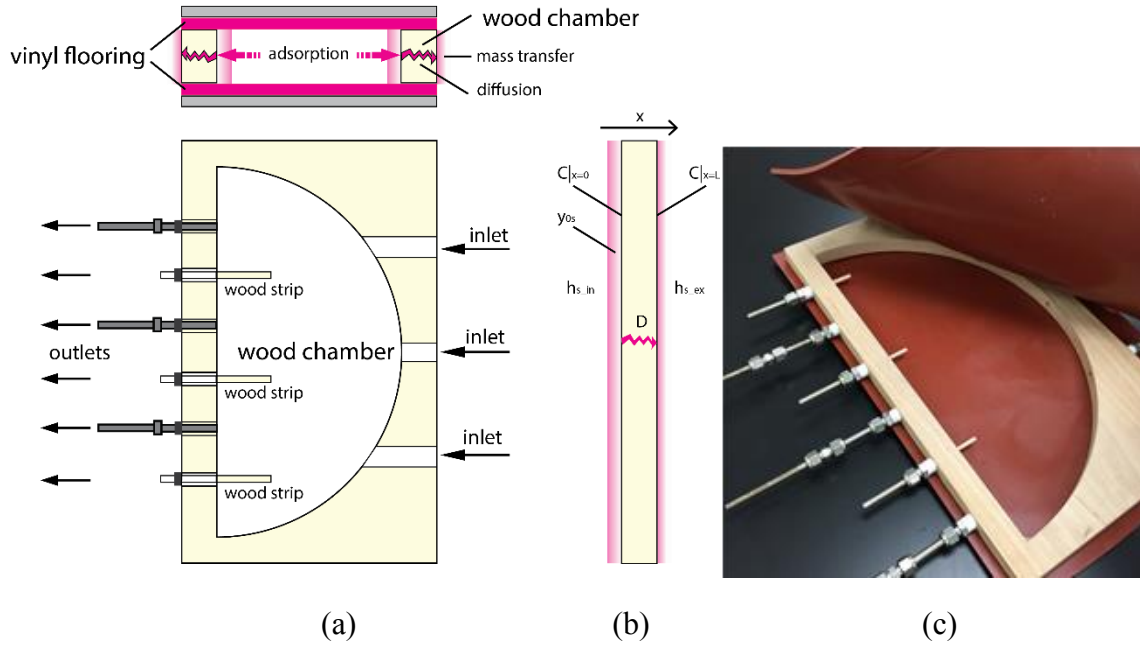 wood chamber
vinyl flooring
adsorption
mass transfer
diffusion
inlet
wood strip
outlets
wood chamber
inlet
wood strip
inlet
wood strip
x
C|x=0
C|x=L
y0s
hs_in
hs_ex
D
(a)
(b)
(c)